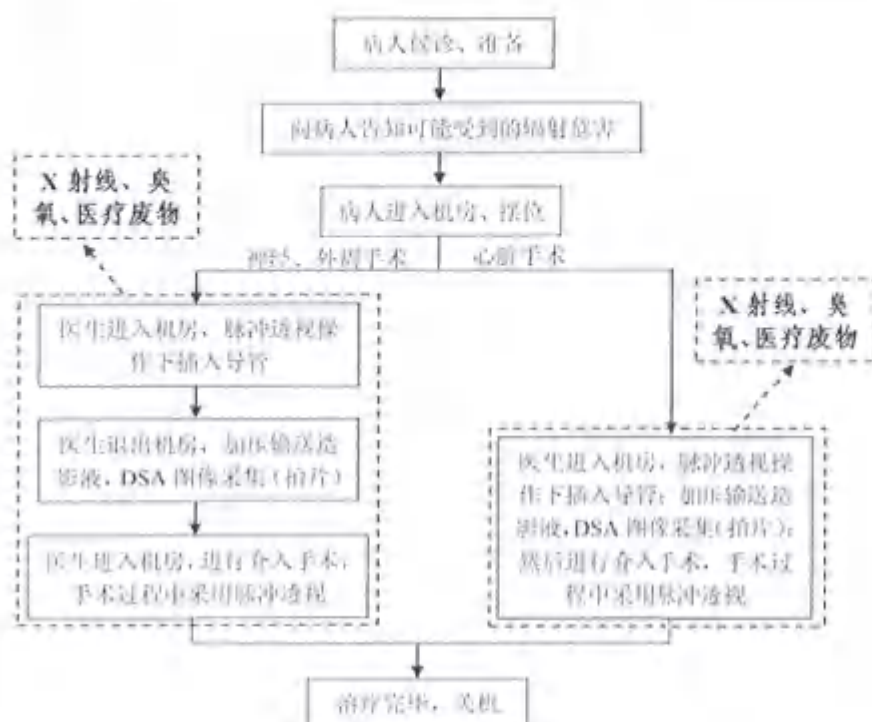 病人候诊、准备
向病人告知可能受到的辐射危害
X 射线、臭
氧、医疗废物
病人进入机房、摆位
神经、外周手术
心脏手术
X 射线、臭
氧、医疗废物
医生进入机房，脉冲透视操
作下插入导管
医生退出机房，加压输送造
影液，DSA 图像采集（拍片）
医生进入机房，进行介入手术；
手术过程中采用脉冲透视
医生进入机房，脉冲透视操
作下插入导管；加压输送造
影液，DSA 图像采集（拍片）；
然后进行介入手术，手术过
程中采用脉冲透视
治疗完毕，关机